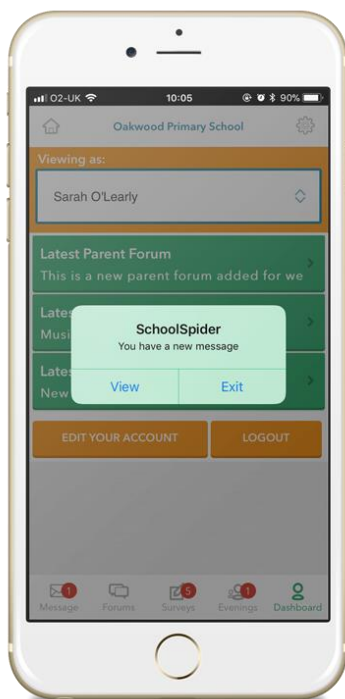 O2-UK 10:05 90%
Oakwood Primary School
Viewing as:
Sarah O'Learly
Latest Parent Forum
This is a new parent forum added for we
Lates
Musi
SchoolSpider
You have a new message
Lates
New
View Exit
EDIT YOUR ACCOUNT LOGOUT
1 5 1
Message Forums Surveys Evenings Dashboard